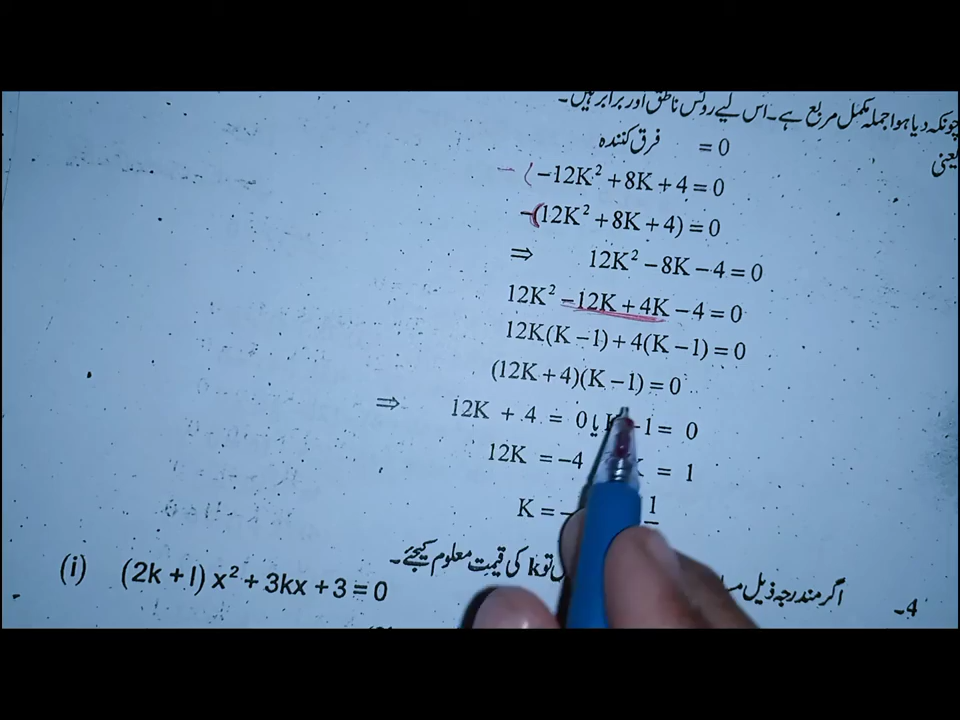 چونکہ دیا ہوا جملہ مکمل مربع ہے۔ اس لیے روٹس ناطق اور برابر ہیں۔
یعنی
فرق کنندہ = 0
−(−12K² + 8K + 4 = 0
−(12K² + 8K + 4) = 0
⇒ 12K² − 8K − 4 = 0
12K² − 12K + 4K − 4 = 0
12K(K − 1) + 4(K − 1) = 0
(12K + 4)(K − 1) = 0
⇒ 12K + 4 = 0 یا K − 1 = 0
12K = −4 K = 1
K = − 1
4۔ اگر مندرجہ ذیل تو k کی قیمت معلوم کیجئے۔
(i) (2k + 1) x² + 3kx + 3 = 0